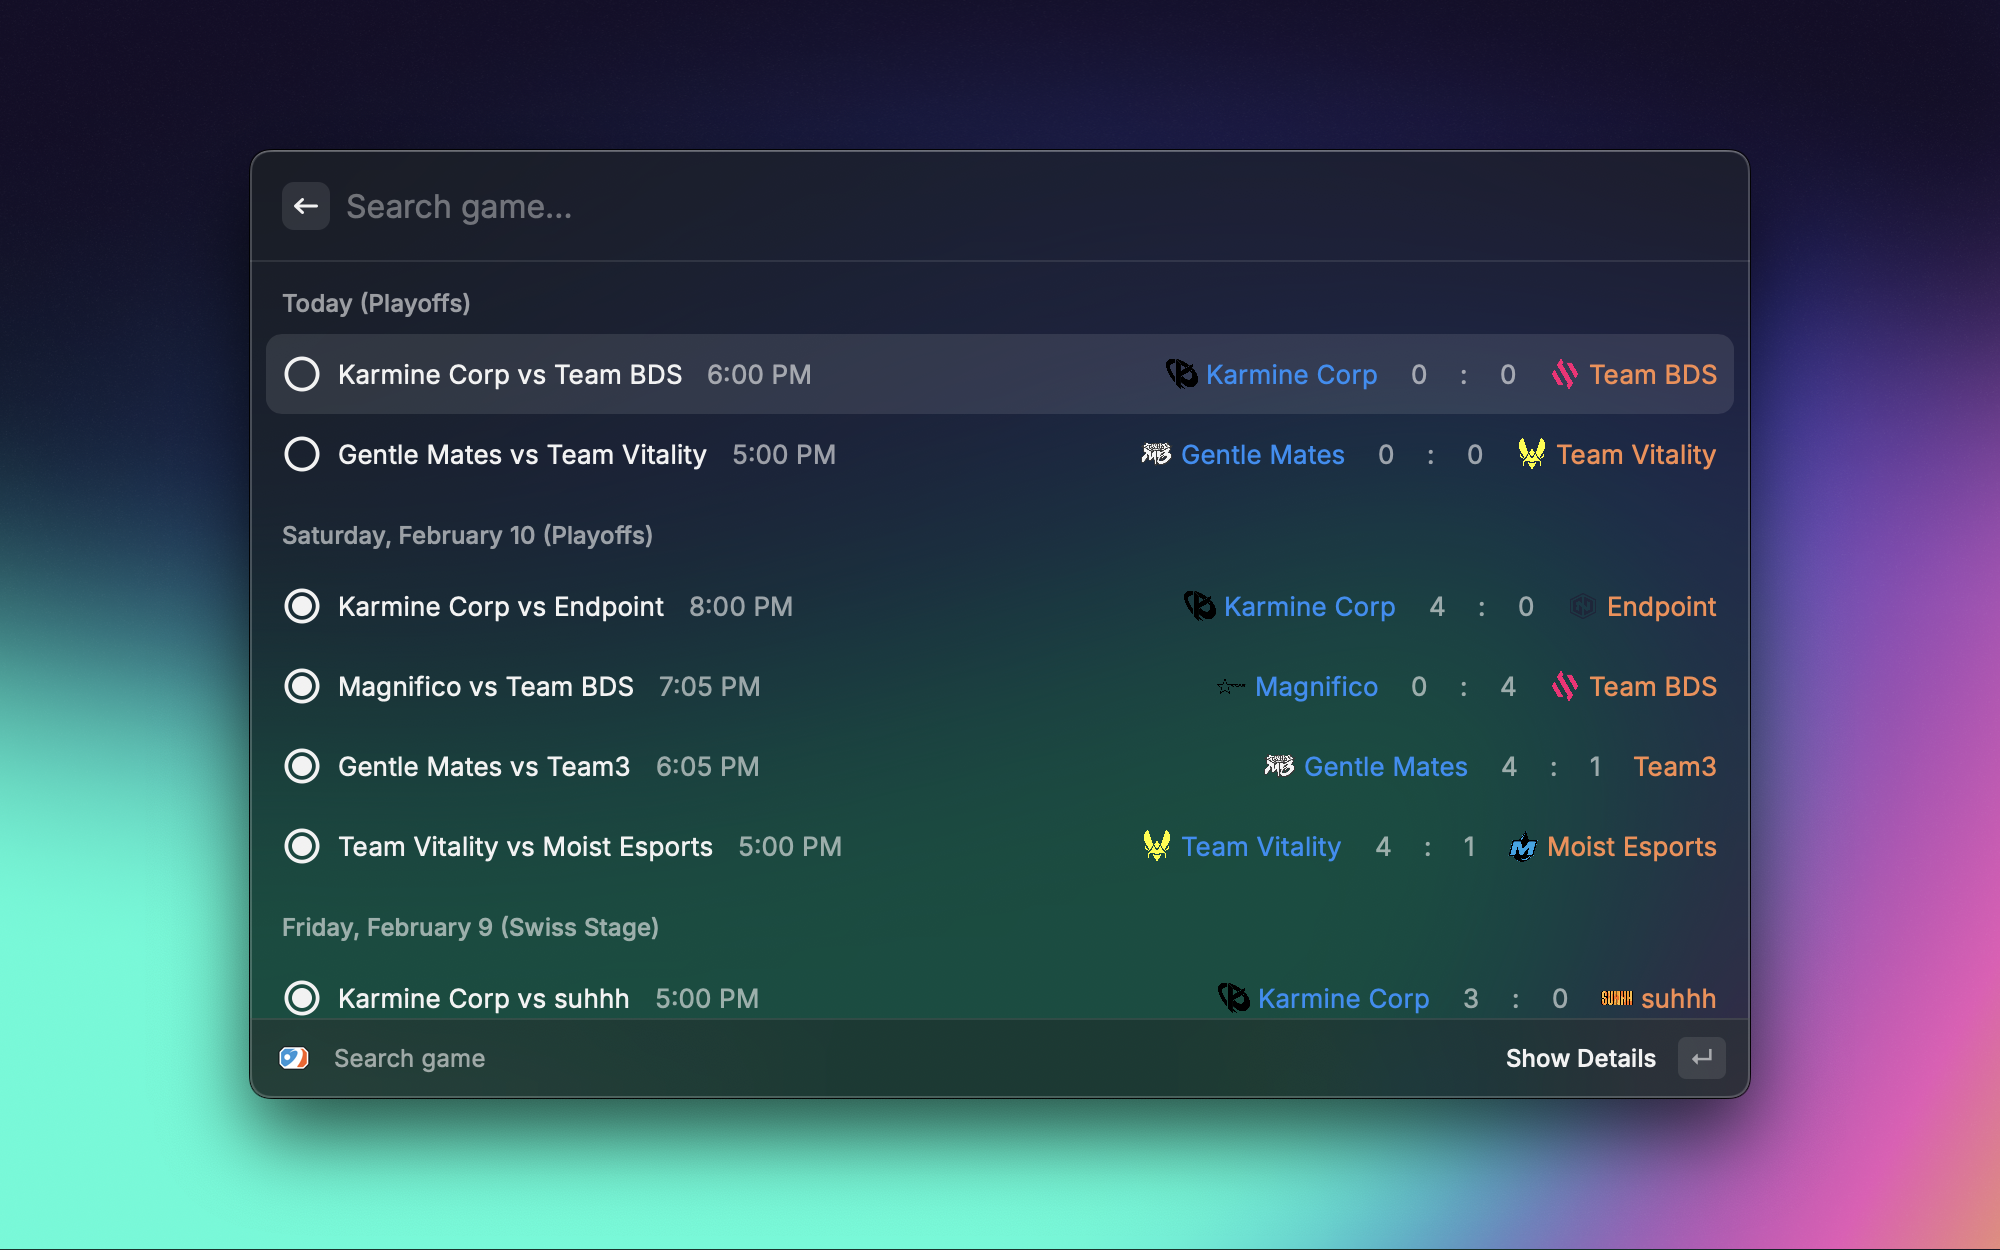 Search game...
Today (Playoffs)
Karmine Corp vs Team BDS 6:00 PM Karmine Corp 0 : 0 Team BDS
Gentle Mates vs Team Vitality 5:00 PM Gentle Mates 0 : 0 Team Vitality
Saturday, February 10 (Playoffs)
Karmine Corp vs Endpoint 8:00 PM Karmine Corp 4 : 0 Endpoint
Magnifico vs Team BDS 7:05 PM Magnifico 0 : 4 Team BDS
Gentle Mates vs Team3 6:05 PM Gentle Mates 4 : 1 Team3
Team Vitality vs Moist Esports 5:00 PM Team Vitality 4 : 1 Moist Esports
Friday, February 9 (Swiss Stage)
Karmine Corp vs suhhh 5:00 PM Karmine Corp 3 : 0 SUHHH suhhh
Search game Show Details